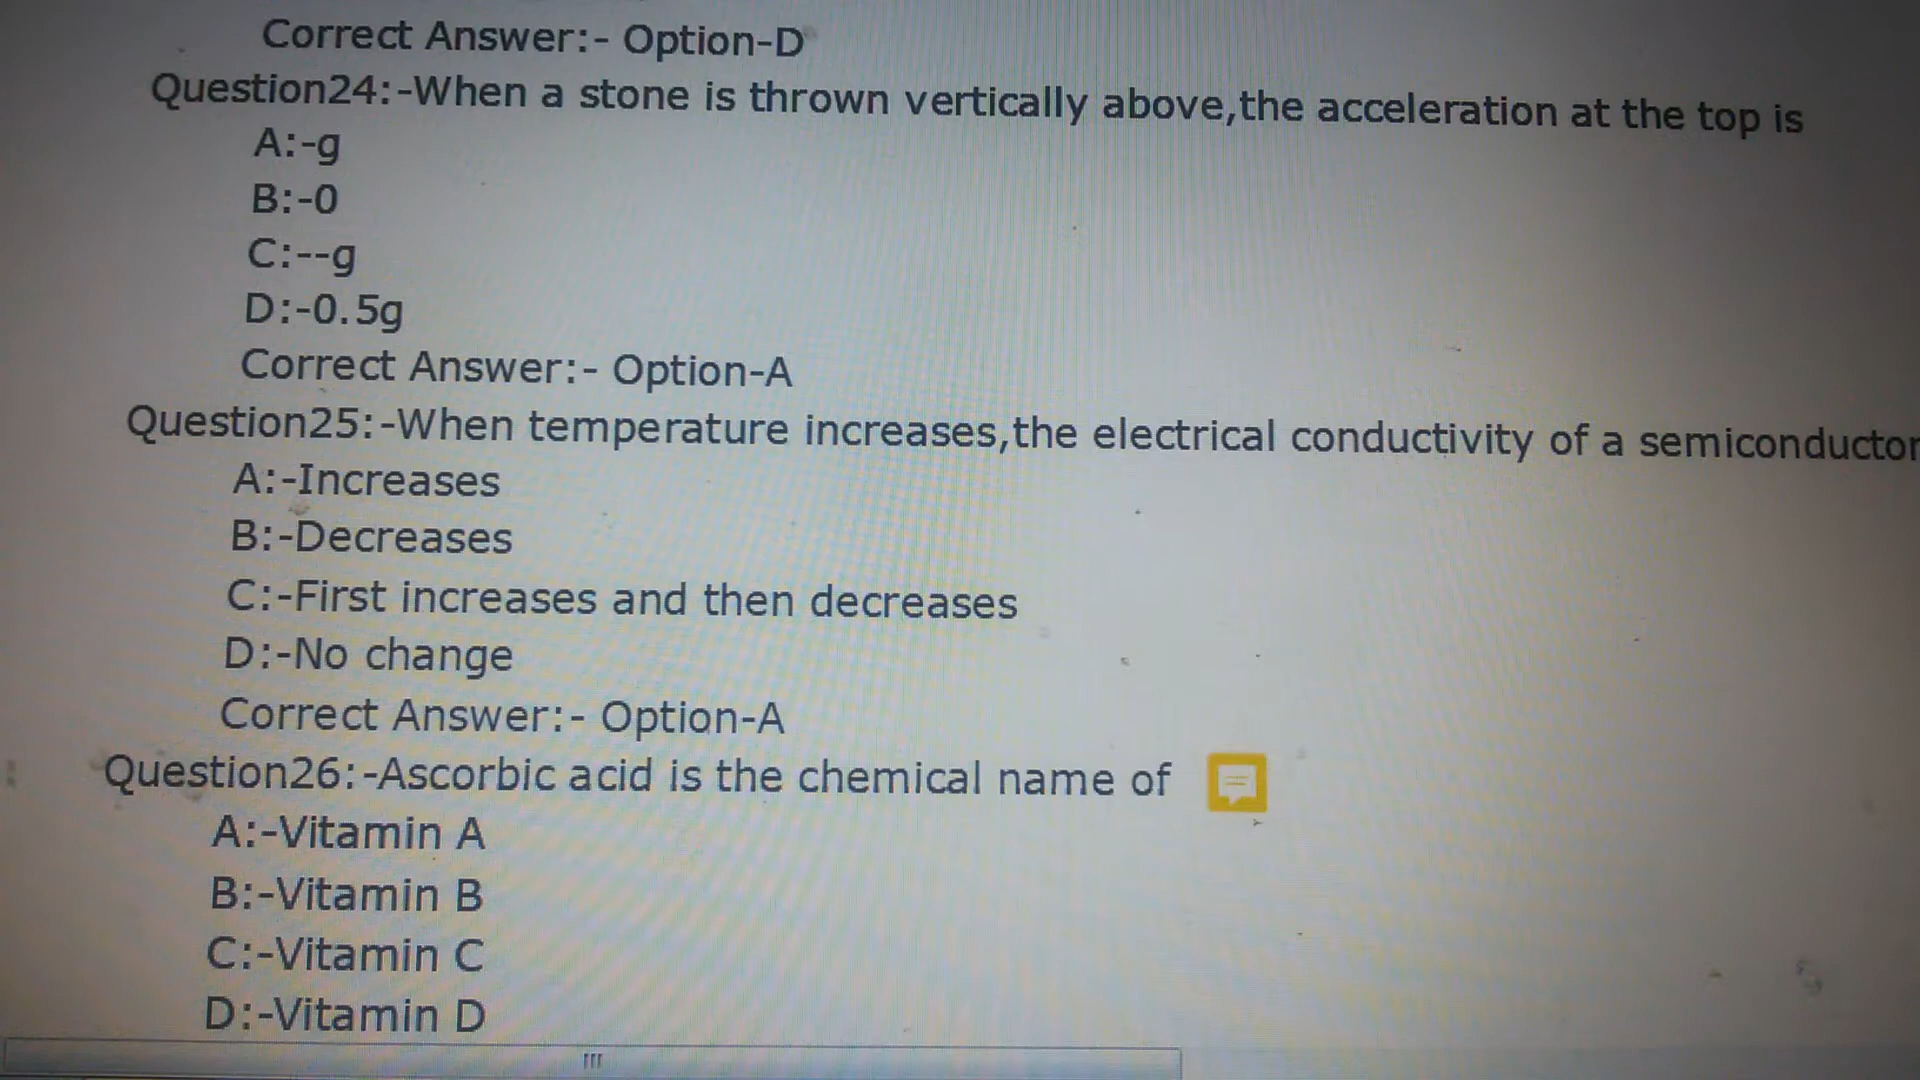 Correct Answer:- Option-D
Question24:-When a stone is thrown vertically above,the acceleration at the top is
A:-g
B:-0
C:--g
D:-0.5g
Correct Answer:- Option-A
Question25:-When temperature increases,the electrical conductivity of a semiconductor
A:-Increases
B:-Decreases
C:-First increases and then decreases
D:-No change
Correct Answer:- Option-A
Question26:-Ascorbic acid is the chemical name of
A:-Vitamin A
B:-Vitamin B
C:-Vitamin C
D:-Vitamin D